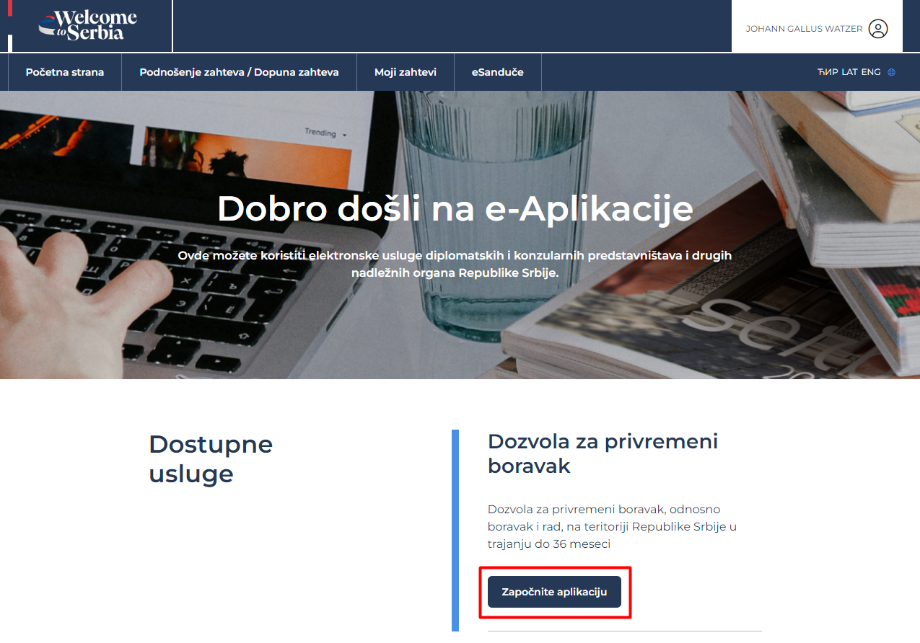 Welcome
to Serbia
JOHANN GALLUS WATZER
Početna strana
Podnošenje zahteva / Dopuna zahteva
Moji zahtevi
eSanduče
ЋИР LAT ENG
Trending
Dobro došli na e-Aplikacije
Ovde možete koristiti elektronske usluge diplomatskih i konzularnih predstavništava i drugih
nadležnih organa Republike Srbije.
Dostupne
usluge
Dozvola za privremeni
boravak
Dozvola za privremeni boravak, odnosno
boravak i rad, na teritoriji Republike Srbije u
trajanju do 36 meseci
Započnite aplikaciju